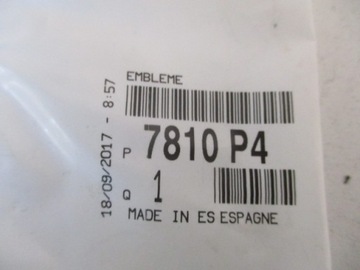 EMBLEME
P 7810 P4
Q 1
MADE IN ES ESPAGNE
18/09/2017 - 8:57